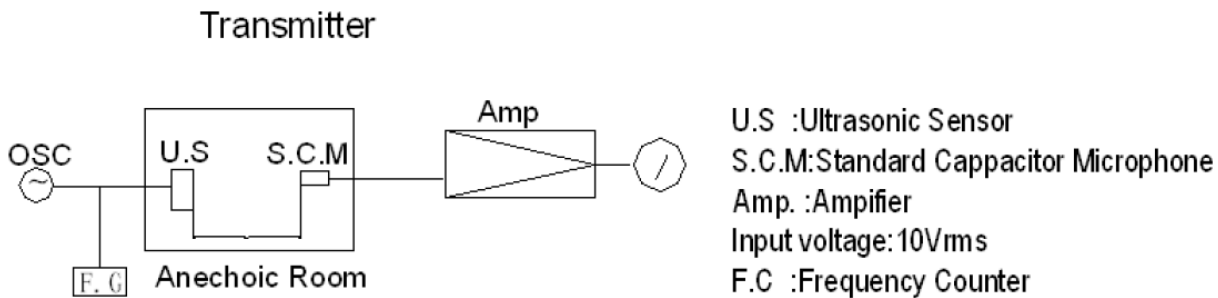 Transmitter
OSC
U.S
S.C.M
Amp
F. G
Anechoic Room
U.S :Ultrasonic Sensor
S.C.M:Standard Cappacitor Microphone
Amp. :Ampifier
Input voltage:10Vrms
F.C :Frequency Counter